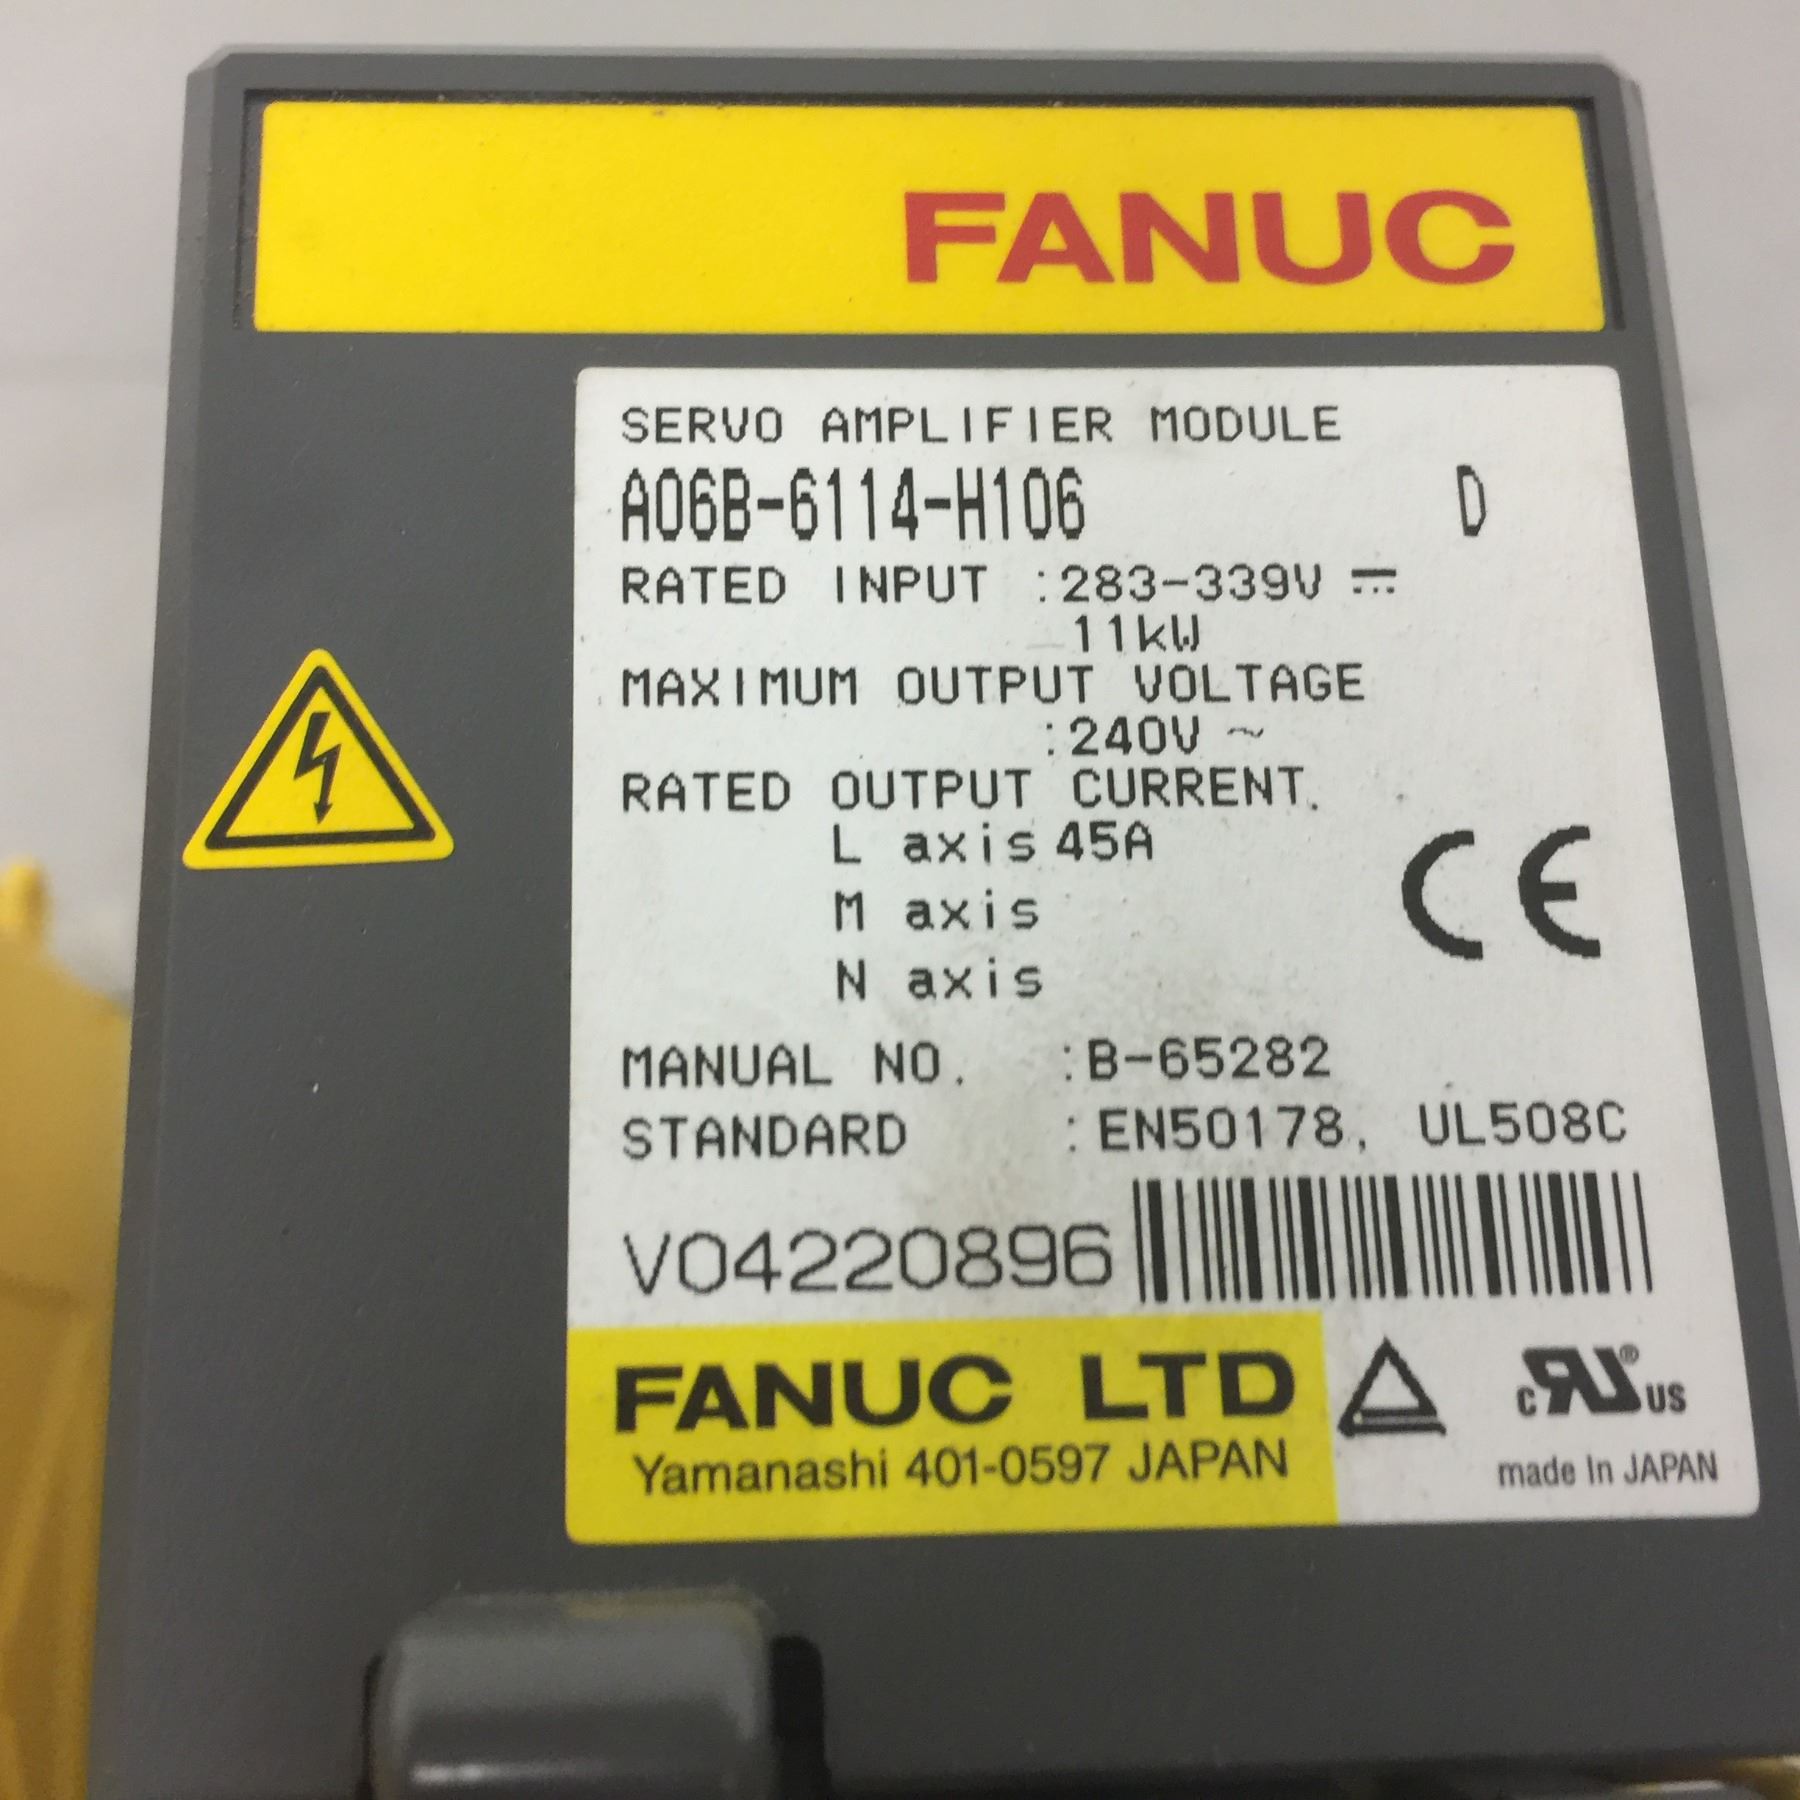 FANUC
SERVO AMPLIFIER MODULE
A06B-6114-H106 D
RATED INPUT :283-339V ⎓
11kW
MAXIMUM OUTPUT VOLTAGE
:240V ~
RATED OUTPUT CURRENT.
L axis 45A
M axis
N axis
CE
MANUAL NO. :B-65282
STANDARD :EN50178, UL508C
V04220896
FANUC LTD
Yamanashi 401-0597 JAPAN
c RU ® US
made In JAPAN